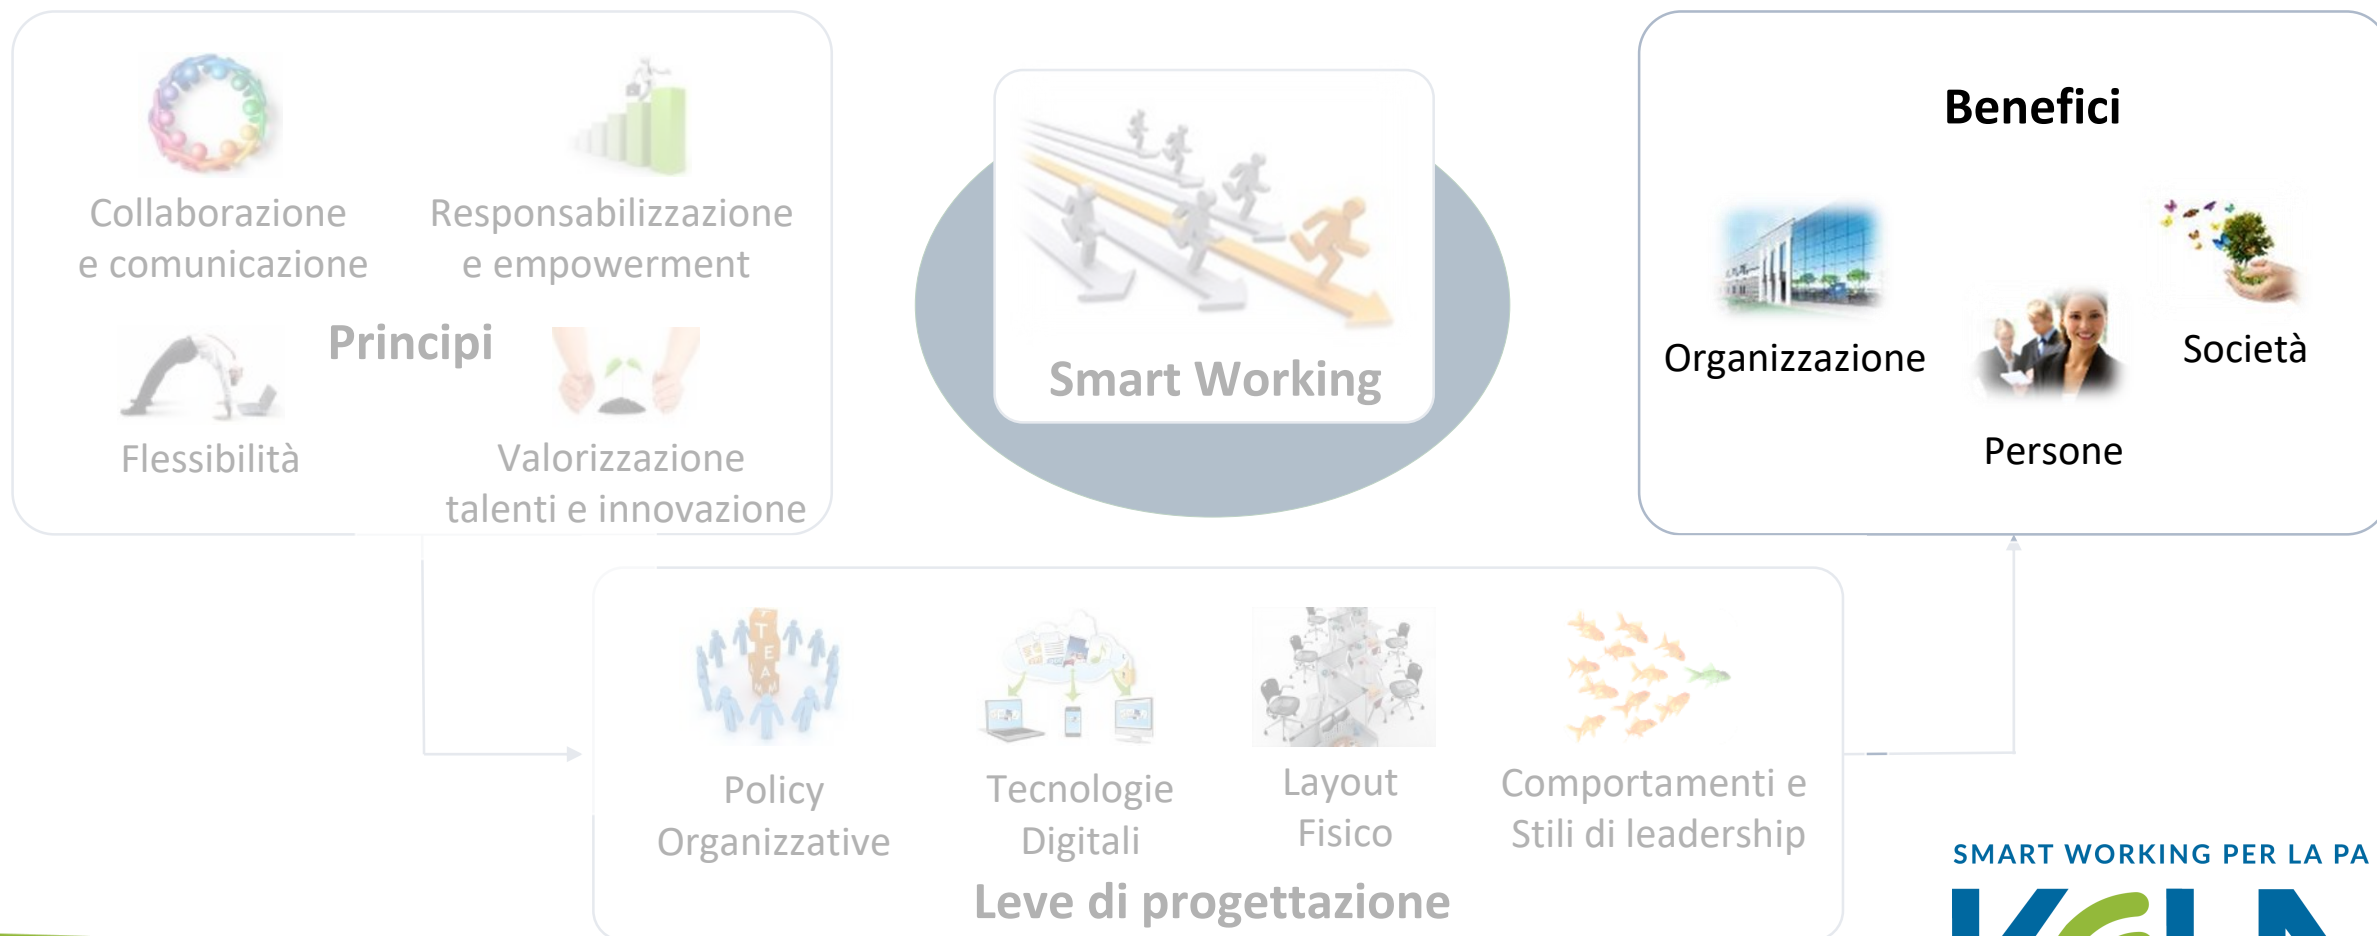 Collaborazione
e comunicazione
Responsabilizzazione
e empowerment
Principi
Flessibilità
Valorizzazione
talenti e innovazione
Smart Working
Benefici
Organizzazione
Persone
Società
TEAM
Policy
Organizzative
Tecnologie
Digitali
Layout
Fisico
Comportamenti e
Stili di leadership
Leve di progettazione
SMART WORKING PER LA PA